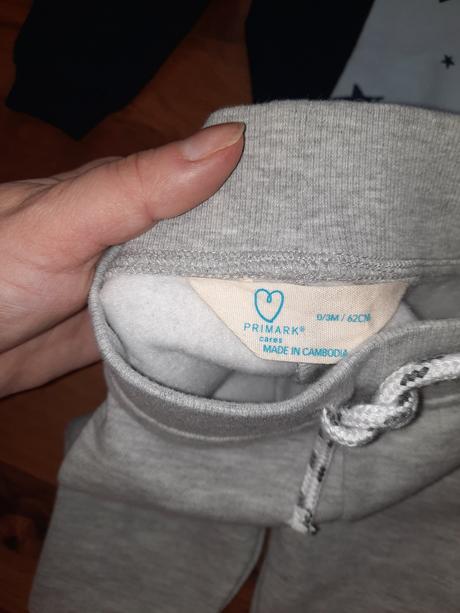 0/3M / 62CM
PRIMARK®
cares
MADE IN CAMBODIA